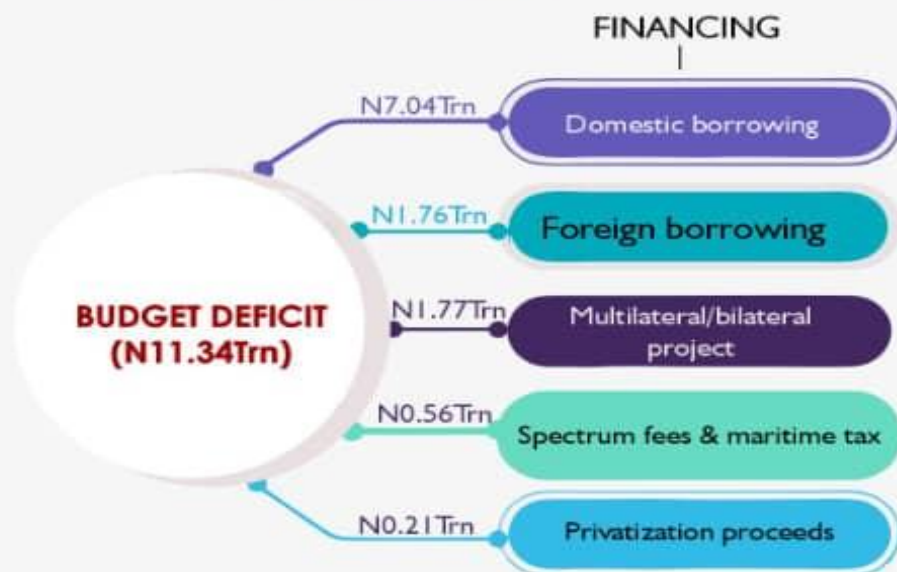 FINANCING
N7.04Trn
Domestic borrowing
N1.76Trn
Foreign borrowing
BUDGET DEFICIT
(N11.34Trn)
N1.77Trn
Multilateral/bilateral
project
N0.56Trn
Spectrum fees & maritime tax
N0.21Trn
Privatization proceeds